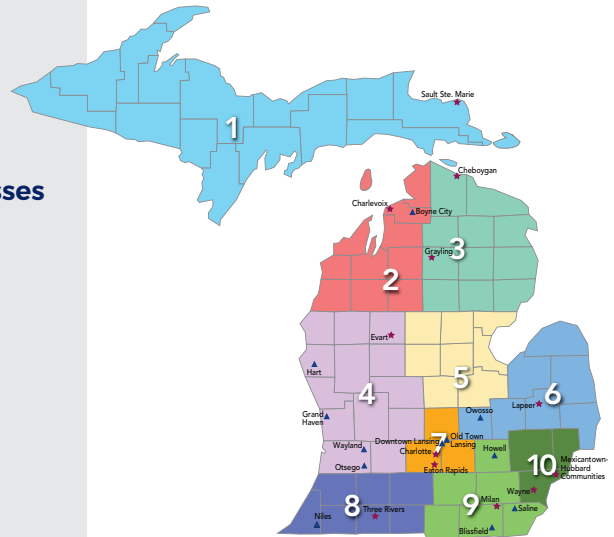 sses
Sault Ste. Marie
1
Cheboygan
Charlevoix
Boyne City
Grayling
3
2
Evart
5
Hart
4
6
Lapeer
Grand
Haven
Owosso
7
Downtown Lansing
Old Town
Lansing
Wayland
Charlotte
Howell
Otsego
Eaton Rapids
10
Mexicantown-
Hubbard
Communities
Wayne
8
9
Milan
Three Rivers
Saline
Niles
Blissfield